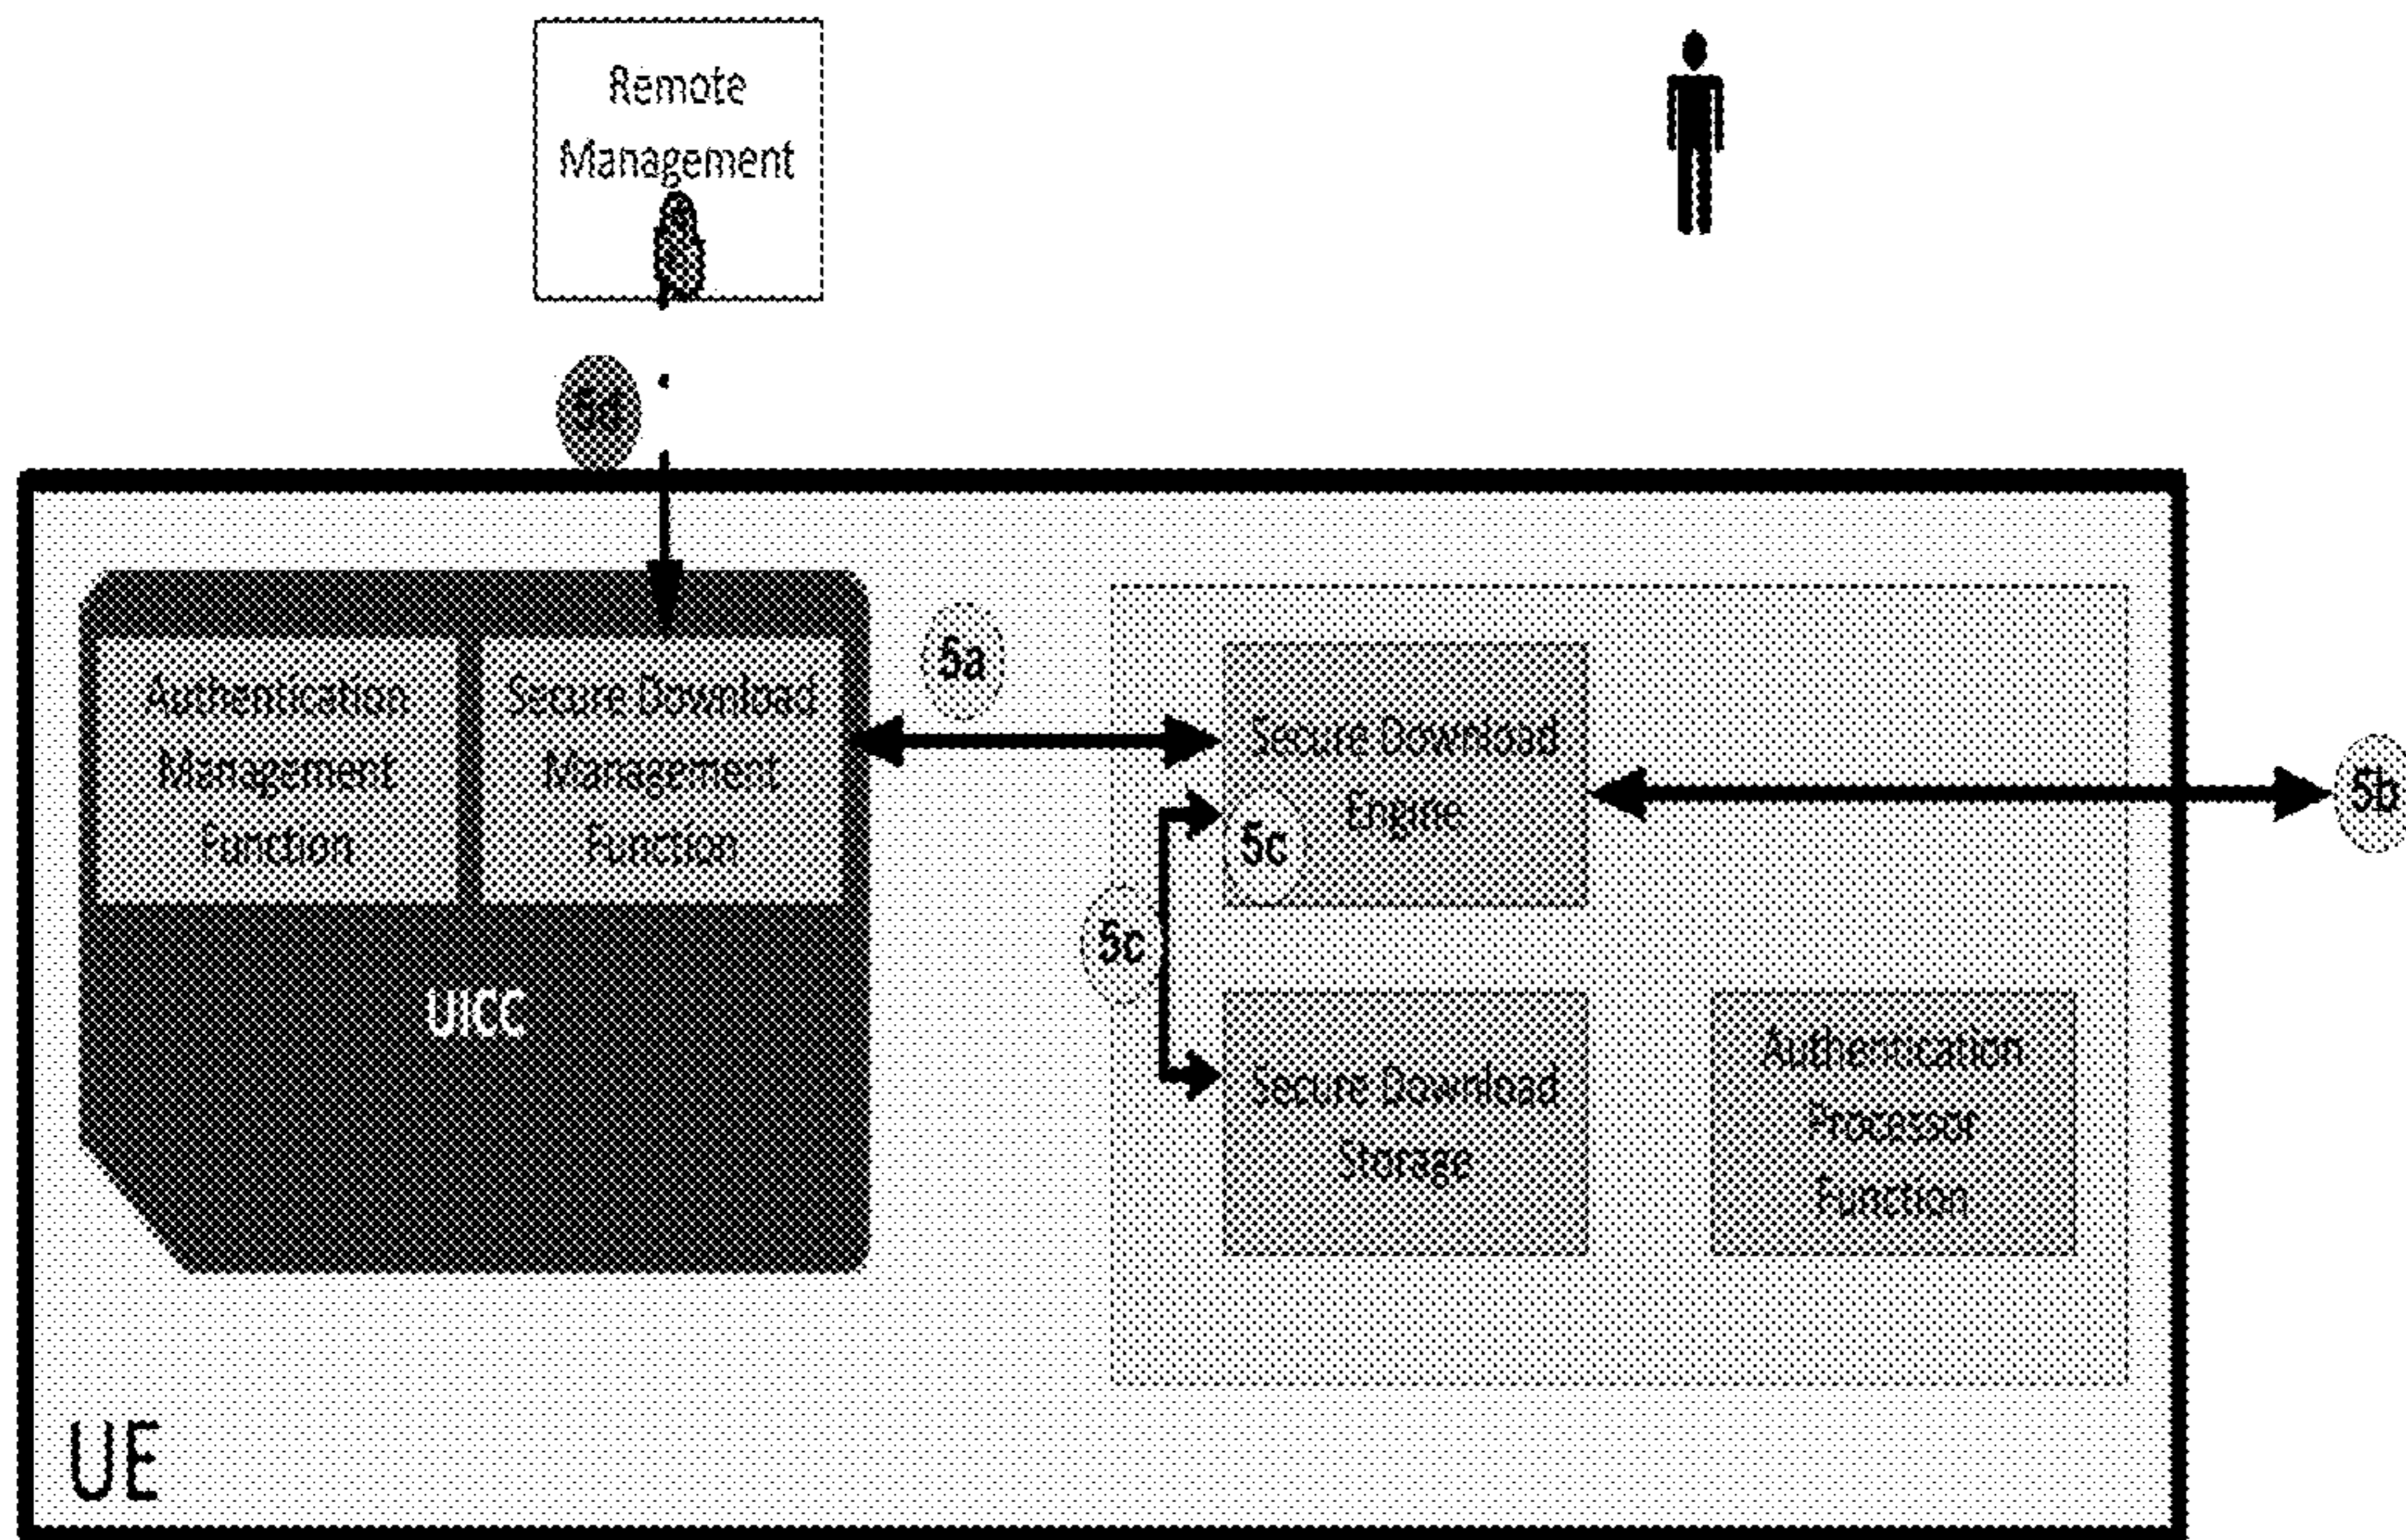 Remote
Management
5d
5a
Authentication
Management
Function
Secure Download
Management
Function
Secure Download
Engine
5c
5b
5c
UICC
Secure Download
Storage
Authentication
Processor
Function
UE